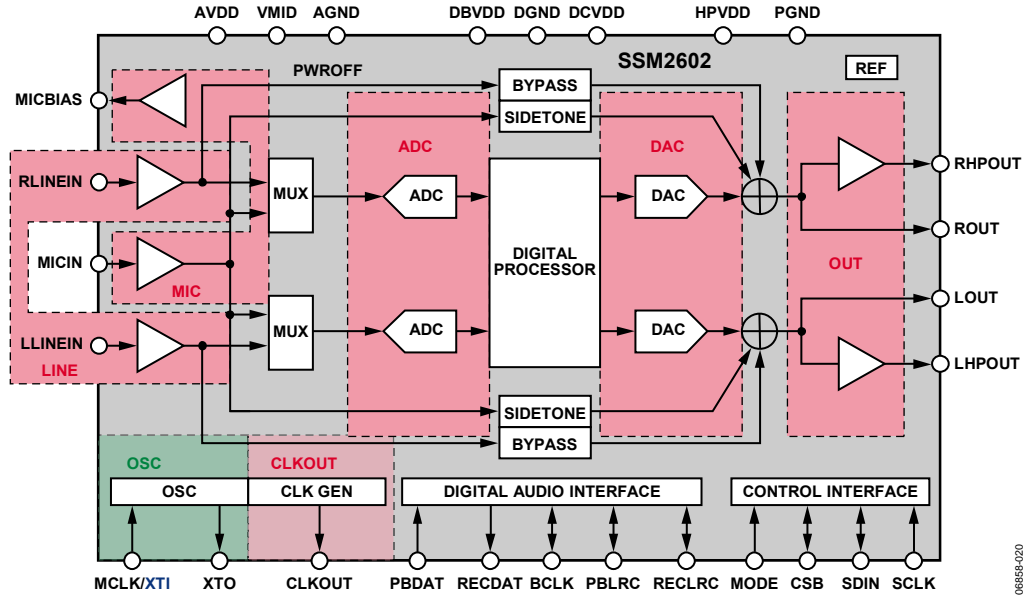 AVDD VMID AGND DBVDD DGND DCVDD HPVDD PGND
SSM2602
PWROFF
REF
BYPASS
SIDETONE
MICBIAS
ADC
DAC
RLINEIN
MUX
ADC
DAC
RHPOUT
ROUT
MICIN
MIC
DIGITAL
PROCESSOR
OUT
LOUT
LLINEIN
LINE
MUX
ADC
DAC
LHPOUT
SIDETONE
BYPASS
OSC
CLKOUT
OSC
CLK GEN
DIGITAL AUDIO INTERFACE
CONTROL INTERFACE
MCLK/XTI XTO CLKOUT PBDAT RECDAT BCLK PBLRC RECLRC MODE CSB SDIN SCLK
06858-020